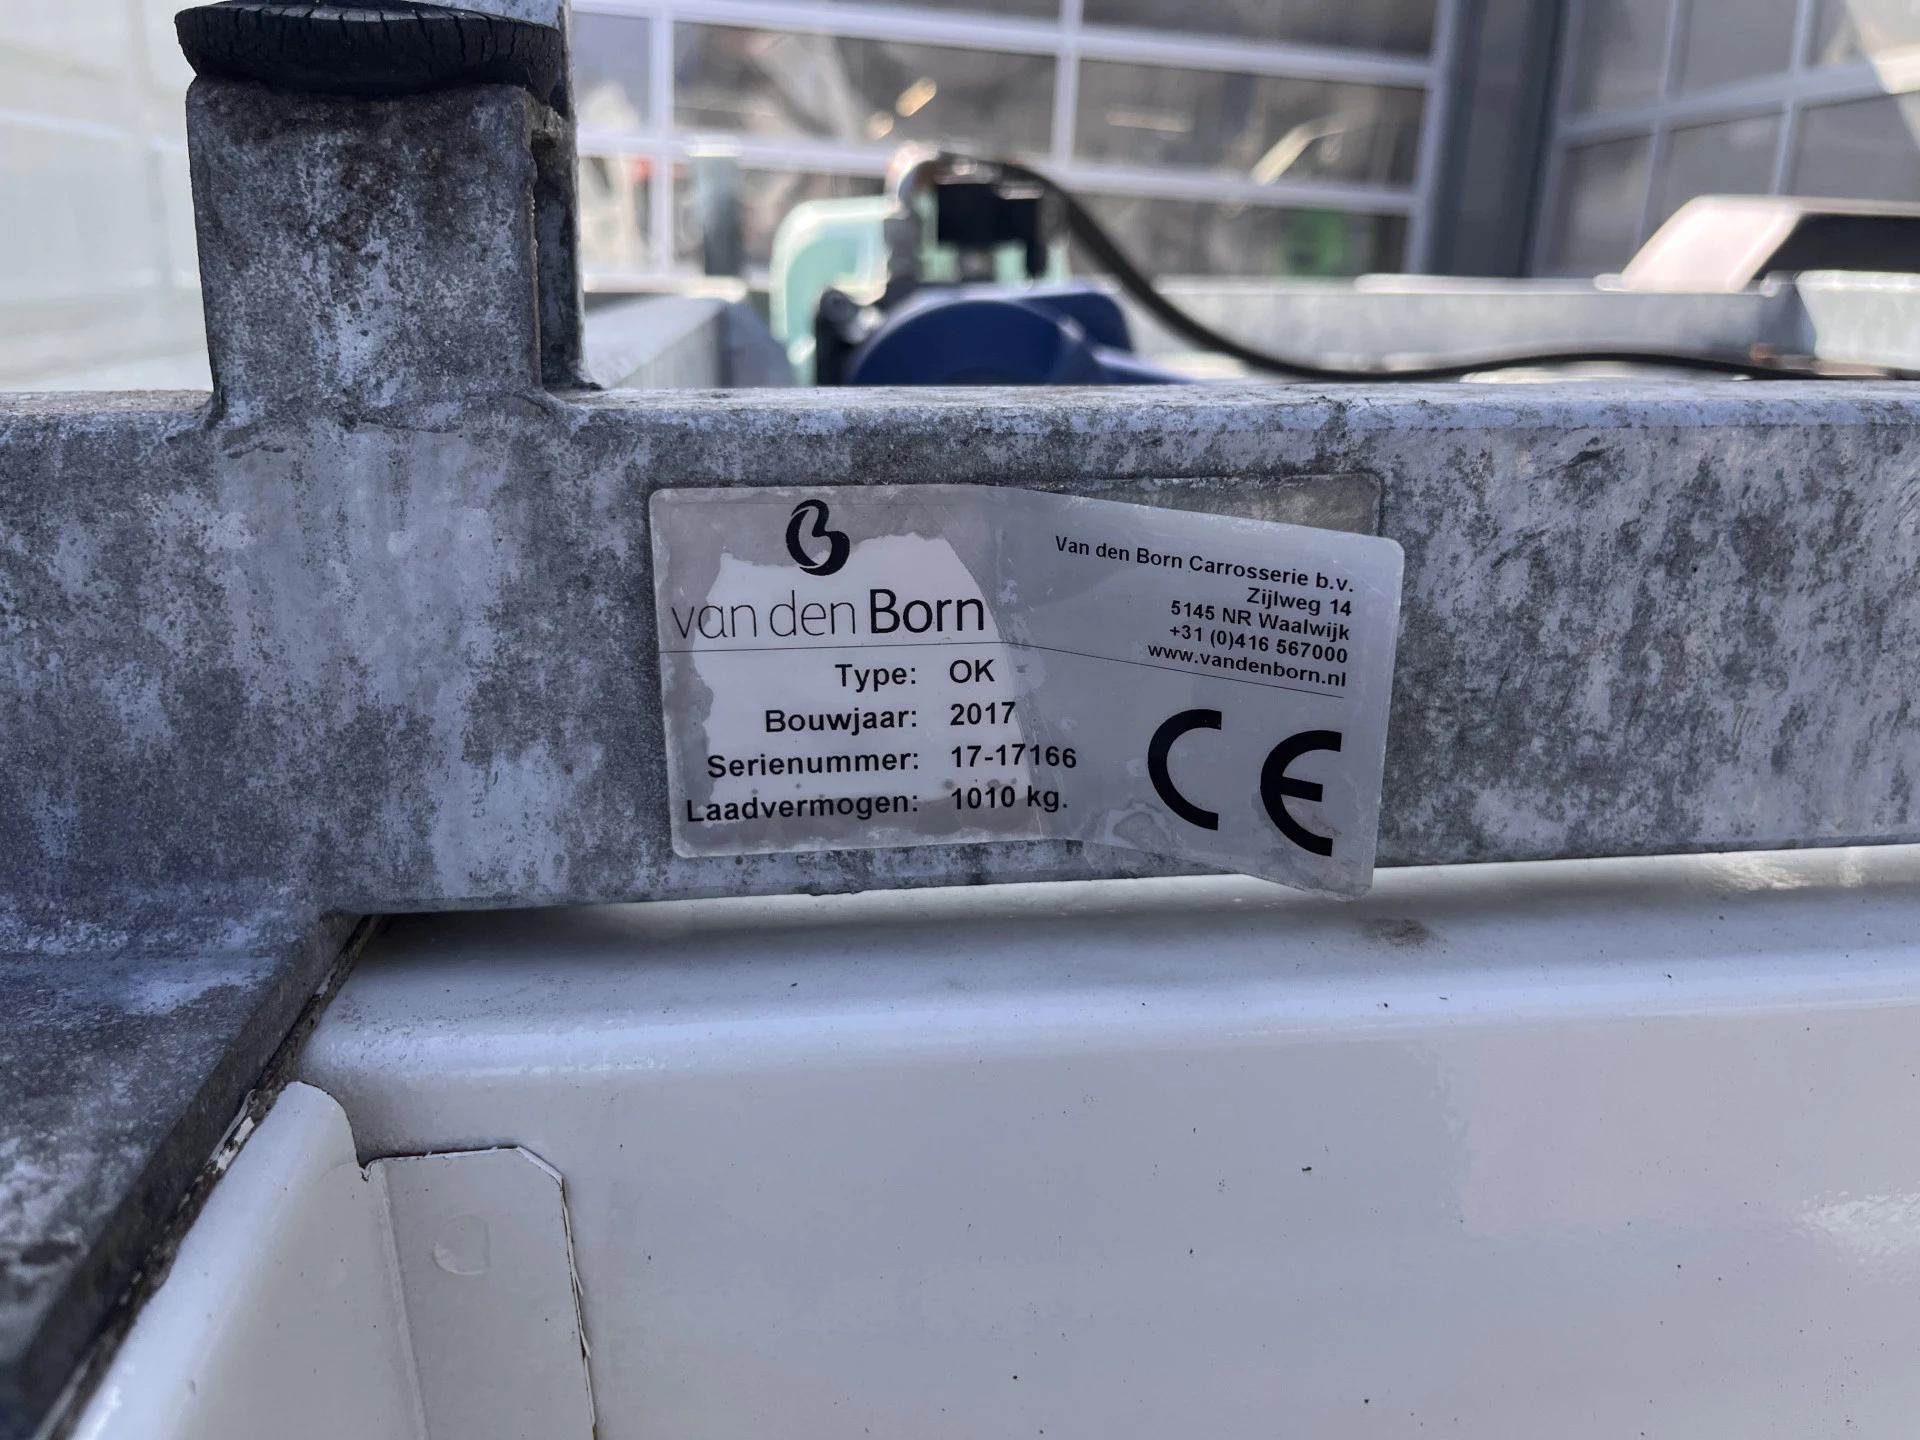 van den Born
Van den Born Carrosserie b.v.
Zijlweg 14
5145 NR Waalwijk
+31 (0)416 567000
www.vandenborn.nl
Type: OK
Bouwjaar: 2017
Serienummer: 17-17166
Laadvermogen: 1010 kg.
CE